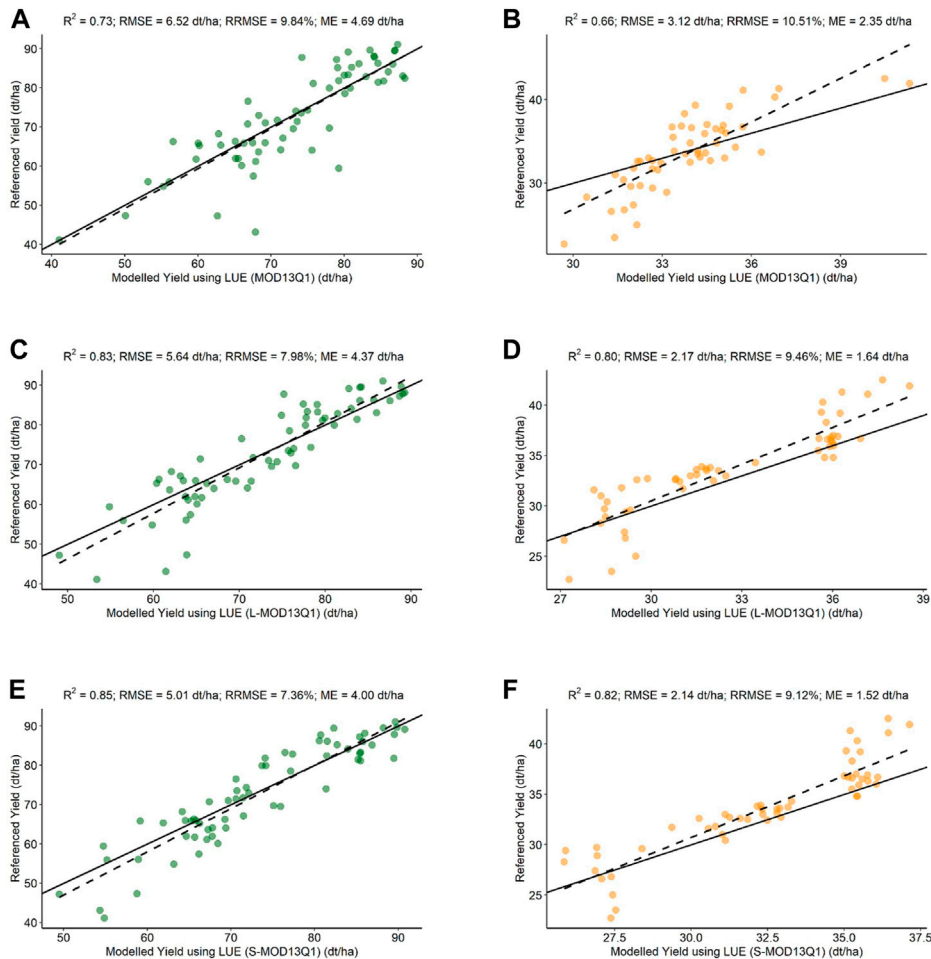 A
R² = 0.73; RMSE = 6.52 dt/ha; RRMSE = 9.84%; ME = 4.69 dt/ha
Referenced Yield (dt/ha)
90
80
70
60
50
40
40 50 60 70 80 90
Modelled Yield using LUE (MOD13Q1) (dt/ha)
B
R² = 0.66; RMSE = 3.12 dt/ha; RRMSE = 10.51%; ME = 2.35 dt/ha
Referenced Yield (dt/ha)
40
30
30 33 36 39
Modelled Yield using LUE (MOD13Q1) (dt/ha)
C
R² = 0.83; RMSE = 5.64 dt/ha; RRMSE = 7.98%; ME = 4.37 dt/ha
Referenced Yield (dt/ha)
90
80
70
60
50
40
50 60 70 80 90
Modelled Yield using LUE (L-MOD13Q1) (dt/ha)
D
R² = 0.80; RMSE = 2.17 dt/ha; RRMSE = 9.46%; ME = 1.64 dt/ha
Referenced Yield (dt/ha)
40
35
30
25
27 30 33 36 39
Modelled Yield using LUE (L-MOD13Q1) (dt/ha)
E
R² = 0.85; RMSE = 5.01 dt/ha; RRMSE = 7.36%; ME = 4.00 dt/ha
Referenced Yield (dt/ha)
90
80
70
60
50
40
50 60 70 80 90
Modelled Yield using LUE (S-MOD13Q1) (dt/ha)
F
R² = 0.82; RMSE = 2.14 dt/ha; RRMSE = 9.12%; ME = 1.52 dt/ha
Referenced Yield (dt/ha)
40
35
30
25
27.5 30.0 32.5 35.0 37.5
Modelled Yield using LUE (S-MOD13Q1) (dt/ha)